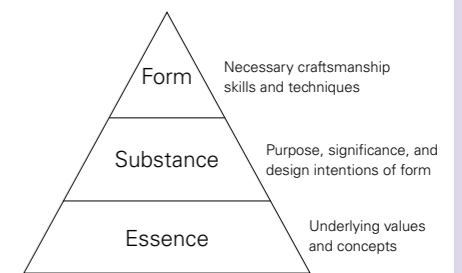 Form
Necessary craftsmanship
skills and techniques
Substance
Purpose, significance, and
design intentions of form
Essence
Underlying values
and concepts